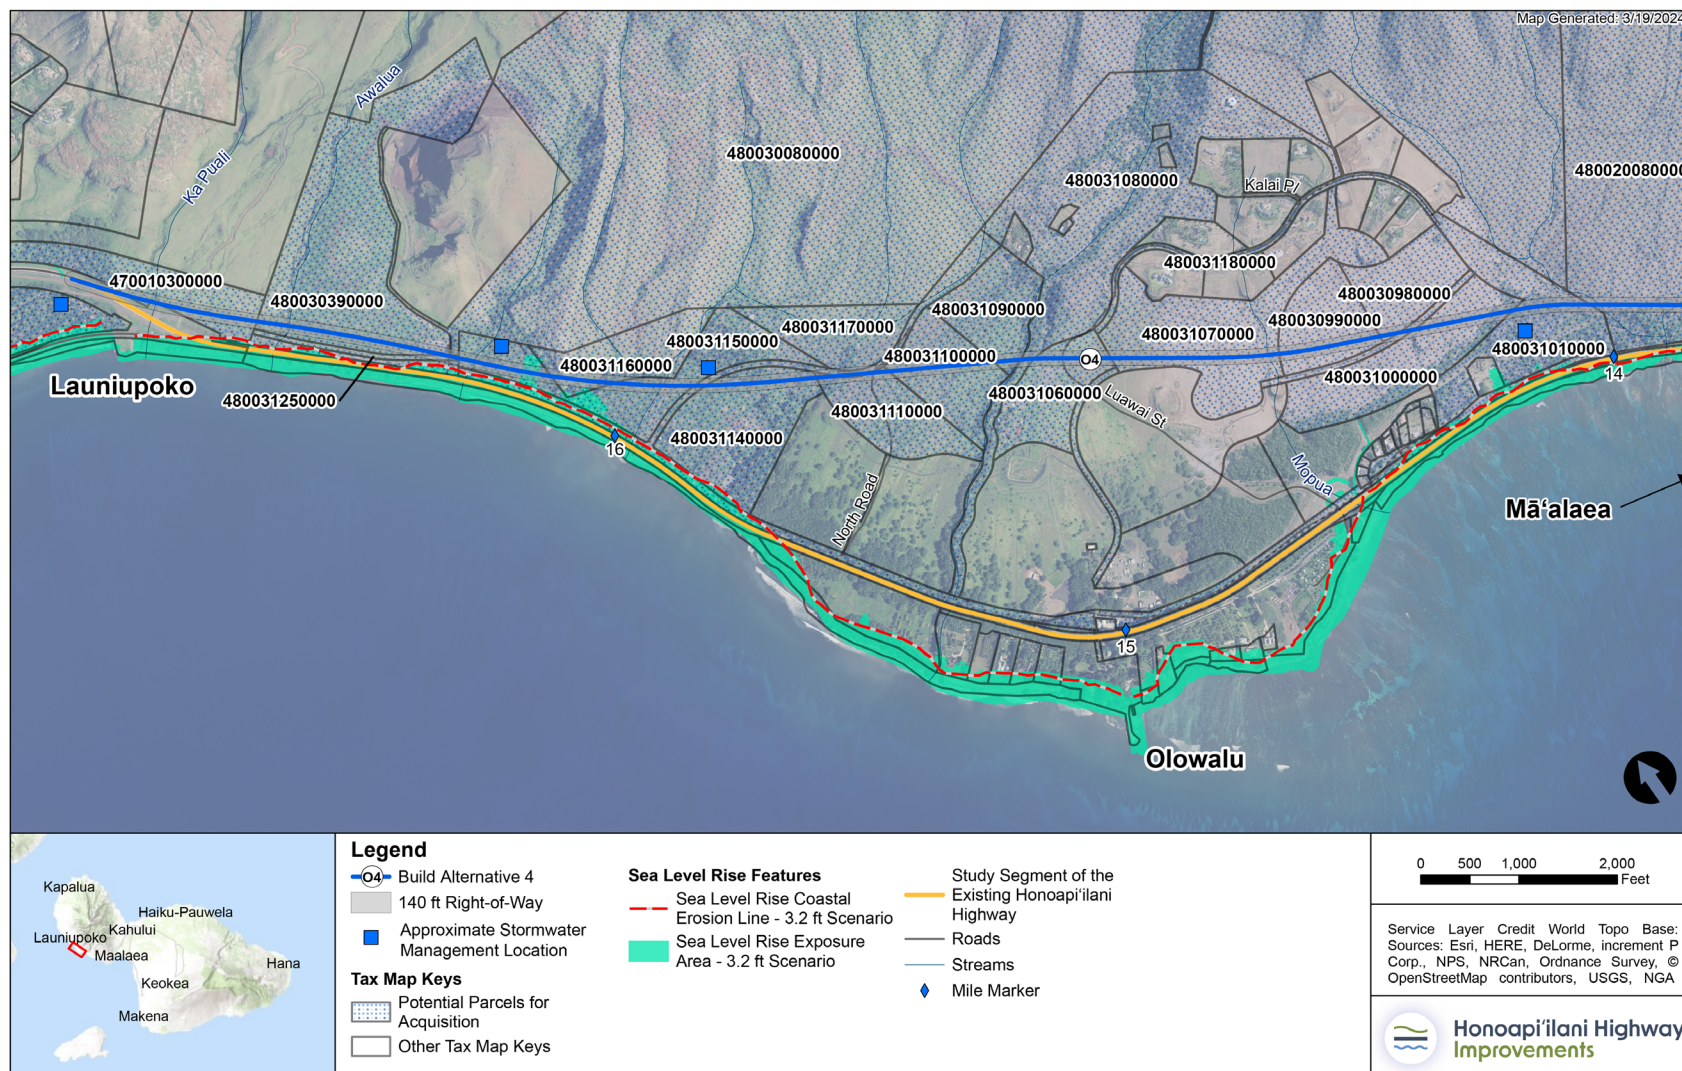 Map Generated: 3/19/2024
Awalua
Ka Puali
480030080000
480031080000
480020080000
Kalai Pl
480031180000
470010300000
480030390000
480031090000
480030980000
480031170000
480030990000
480031150000
480031070000
480031160000
480031100000
O4
480031010000
Launiupoko
480031250000
480031060000
480031000000
14
480031110000
Luawai St
480031140000
16
Mopua
North Road
Māʻalaea
15
Olowalu
Kapalua
Haiku-Pauwela
Kahului
Launiupoko
Maalaea
Hana
Keokea
Makena
Legend
O4 Build Alternative 4
140 ft Right-of-Way
Approximate Stormwater
Management Location
Tax Map Keys
Potential Parcels for
Acquisition
Other Tax Map Keys
Sea Level Rise Features
Sea Level Rise Coastal
Erosion Line - 3.2 ft Scenario
Sea Level Rise Exposure
Area - 3.2 ft Scenario
Study Segment of the
Existing Honoapiʻilani
Highway
Roads
Streams
Mile Marker
0 500 1,000 2,000
Feet
Service Layer Credit World Topo Base:
Sources: Esri, HERE, DeLorme, increment P
Corp., NPS, NRCan, Ordnance Survey, ©
OpenStreetMap contributors, USGS, NGA
Honoapiʻilani Highway
Improvements